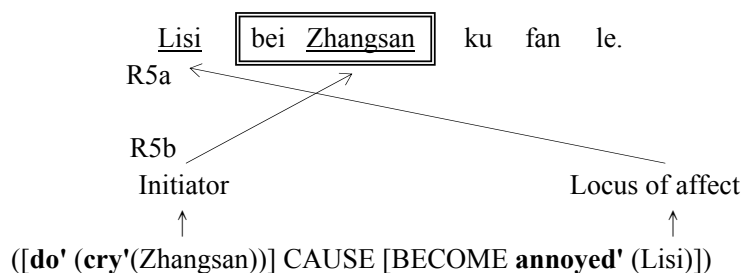 Lisi bei Zhangsan ku fan le.
R5a
R5b
Initiator Locus of affect
([do' (cry'(Zhangsan))] CAUSE [BECOME annoyed' (Lisi)])